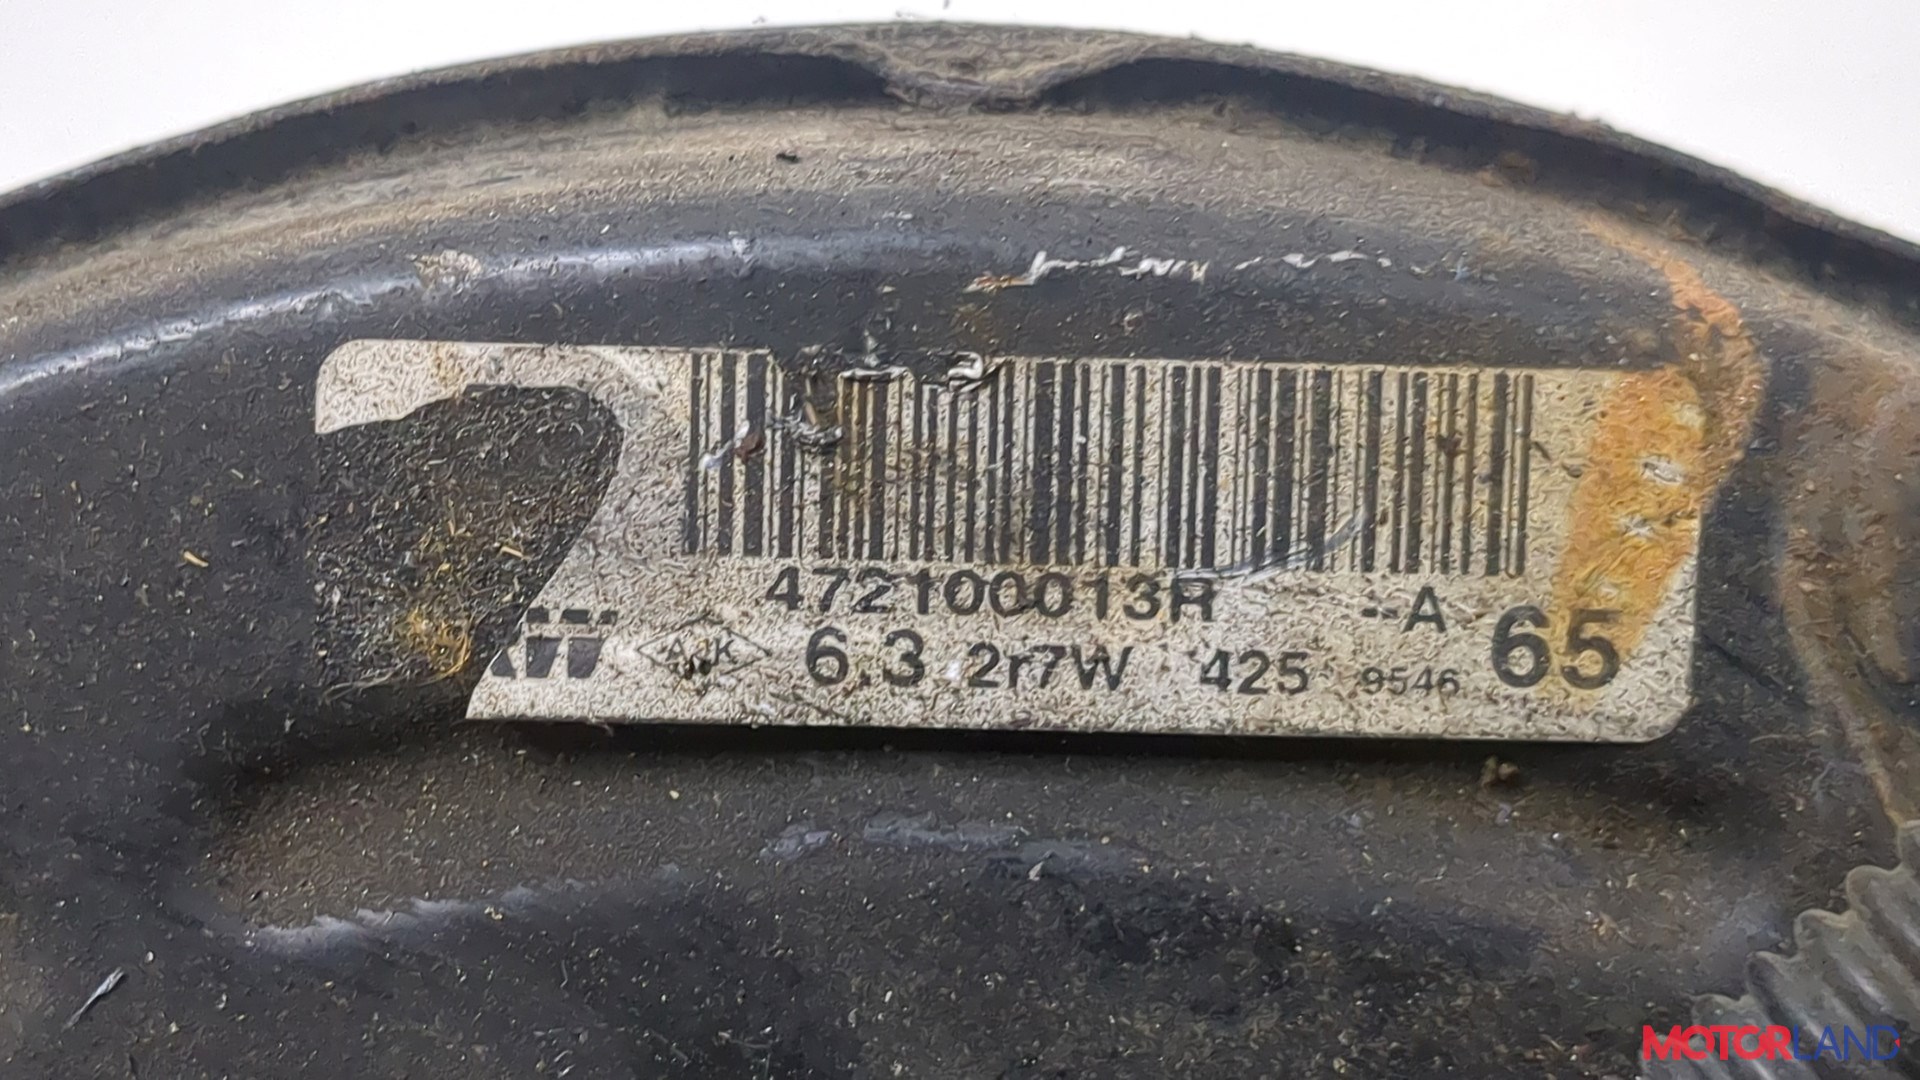 472100013R --A
6.3 2r7W 425 9546 65
MOTORLAND